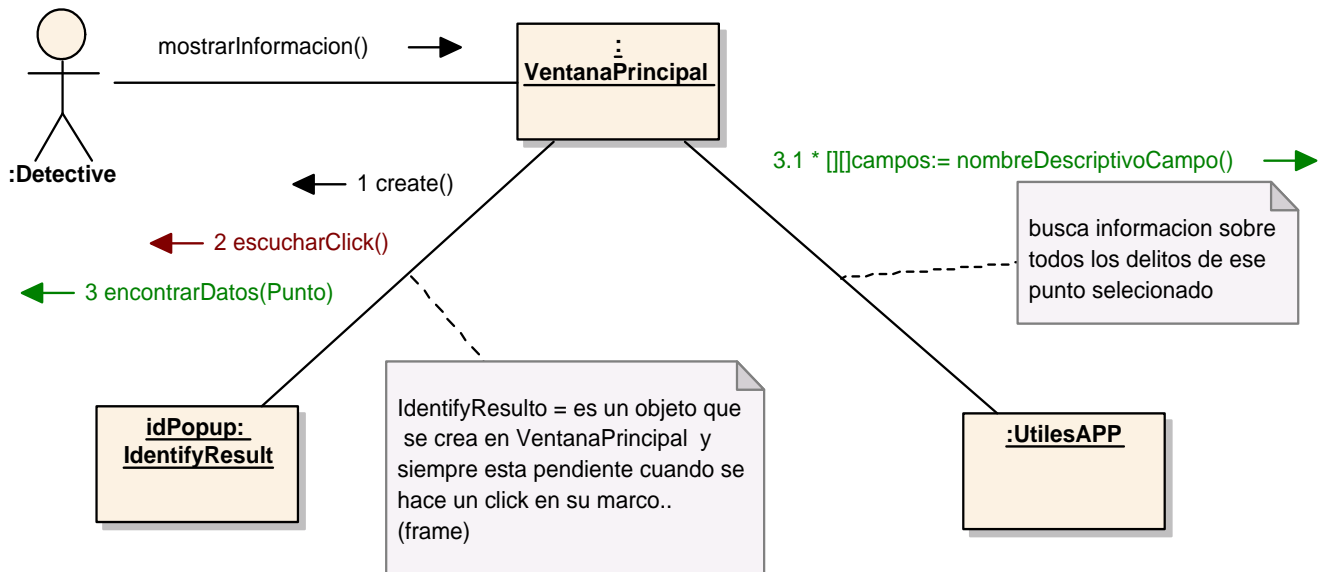 mostrarInformacion()
:
VentanaPrincipal
:Detective
3.1 * [][]campos:= nombreDescriptivoCampo()
1 create()
2 escucharClick()
3 encontrarDatos(Punto)
busca informacion sobre
todos los delitos de ese
punto selecionado
IdentifyResulto = es un objeto que
se crea en VentanaPrincipal y
siempre esta pendiente cuando se
hace un click en su marco..
(frame)
idPopup:
IdentifyResult
:UtilesAPP